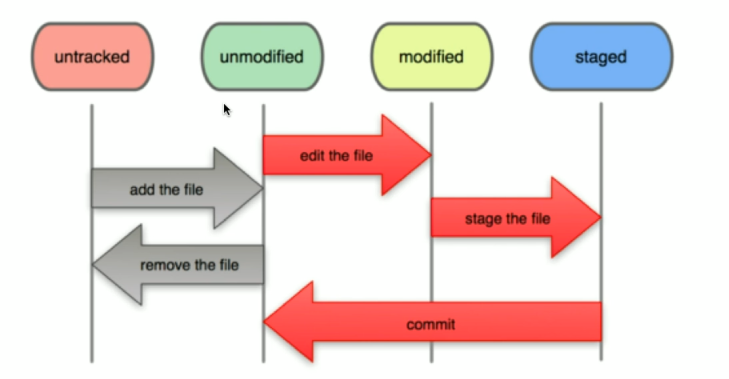 untracked
unmodified
modified
staged
edit the file
add the file
stage the file
remove the file
commit